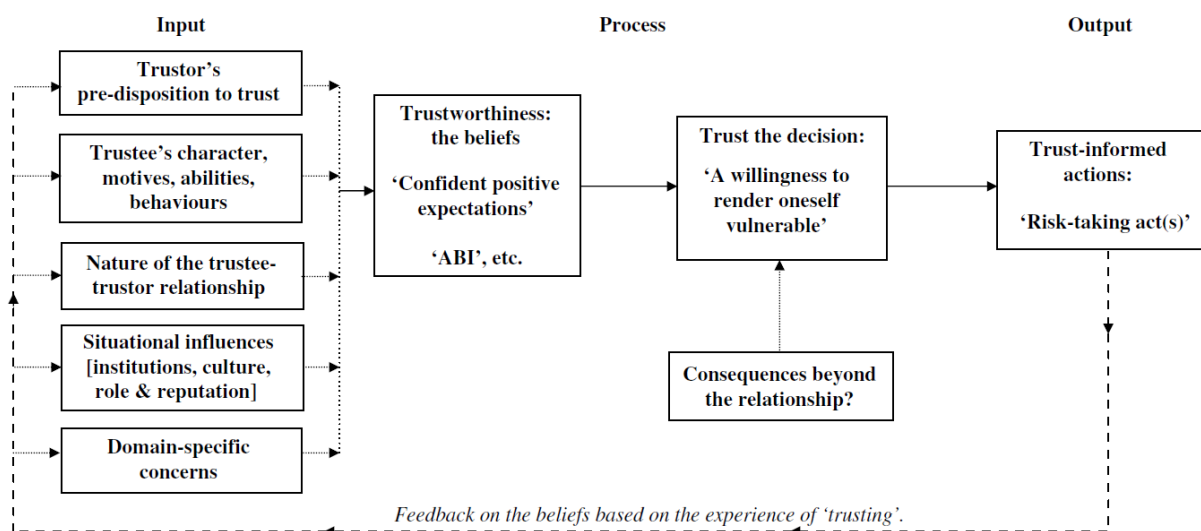 Input
Process
Output
Trustor's
pre-disposition to trust
Trustee's character,
motives, abilities,
behaviours
Nature of the trustee-
trustor relationship
Situational influences
[institutions, culture,
role & reputation]
Domain-specific
concerns
Trustworthiness:
the beliefs
‘Confident positive
expectations’
‘ABI’, etc.
Trust the decision:
‘A willingness to
render oneself
vulnerable’
Consequences beyond
the relationship?
Trust-informed
actions:
‘Risk-taking act(s)’
Feedback on the beliefs based on the experience of ‘trusting’.